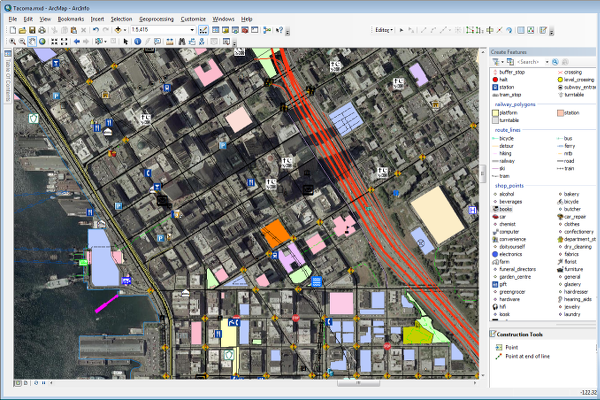 Tacoma.mxd - ArcMap - ArcInfo
File Edit View Bookmarks Insert Selection Geoprocessing Customize Windows Help
1:5,415
Editor
Table Of Contents
Create Features
<Search>
buffer_stop crossing
halt level_crossing
station subway_entra
tram_stop turntable
railway_polygons
platform station
turntable
route_lines
bicycle bus
detour ferry
hiking mtb
railway road
ski train
tram
shop_points
alcohol bakery
beverages bicycle
books butcher
car car_repair
chemist clothes
computer confectionery
convenience department_st
doityourself dry_cleaning
electronics fabrics
farm florist
funeral_directors furniture
garden_centre general
gift glaziery
greengrocer hairdresser
hardware hearing_aids
hifi jewelry
kiosk laundry
Construction Tools
Point
Point at end of line
-122.32